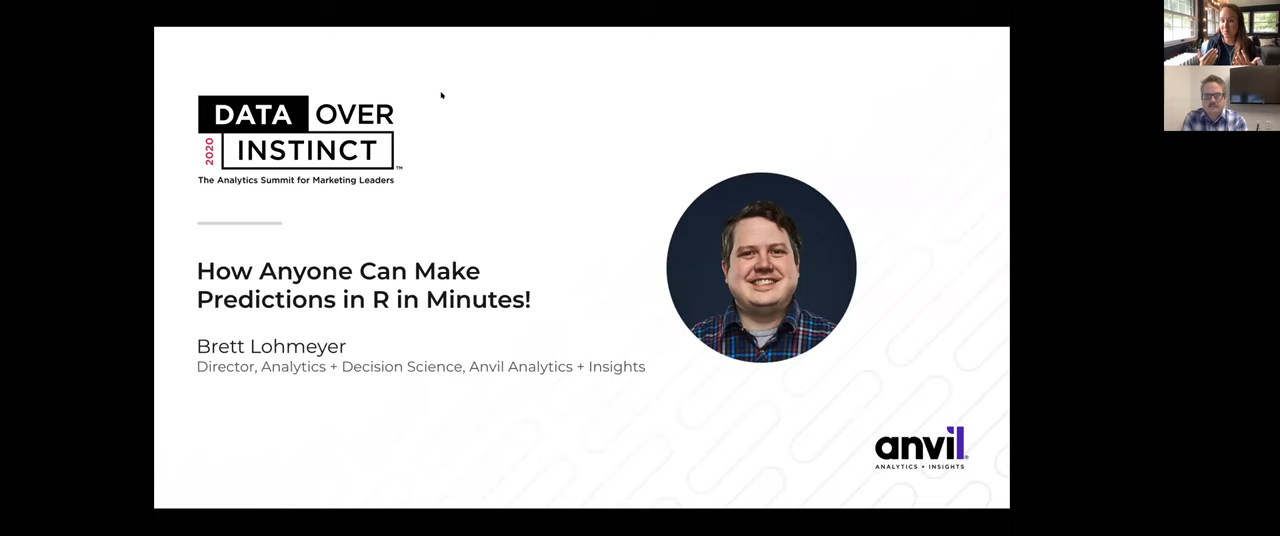 DATA OVER
2020
INSTINCT™
The Analytics Summit for Marketing Leaders
How Anyone Can Make
Predictions in R in Minutes!
Brett Lohmeyer
Director, Analytics + Decision Science, Anvil Analytics + Insights
anvil®
ANALYTICS + INSIGHTS